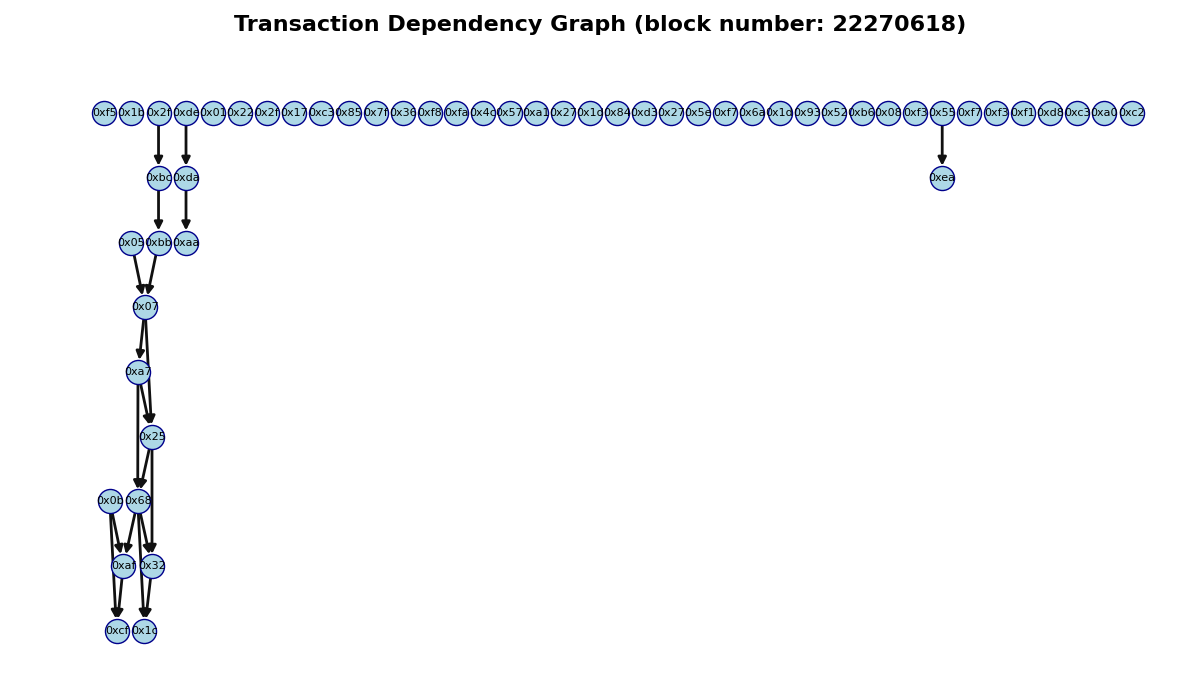 Transaction Dependency Graph (block number: 22270618)
0xf5 0x1b 0x2f 0xde 0x01 0x22 0x2f 0x17 0xc3 0x85 0x7f 0x36 0xf8 0xfa 0x4c 0x57 0xa1 0x27 0x1d 0x84 0xd3 0x27 0x5e 0xf7 0x6a 0x1d 0x93 0x52 0xb6 0x08 0xf3 0x55 0xf7 0xf3 0xf1 0xd8 0xc3 0xa0 0xc2
0xbc 0xda 0xea
0x05 0xbb 0xaa
0x07
0xa7
0x25
0x0b 0x68
0xaf 0x32
0xcf 0x1c